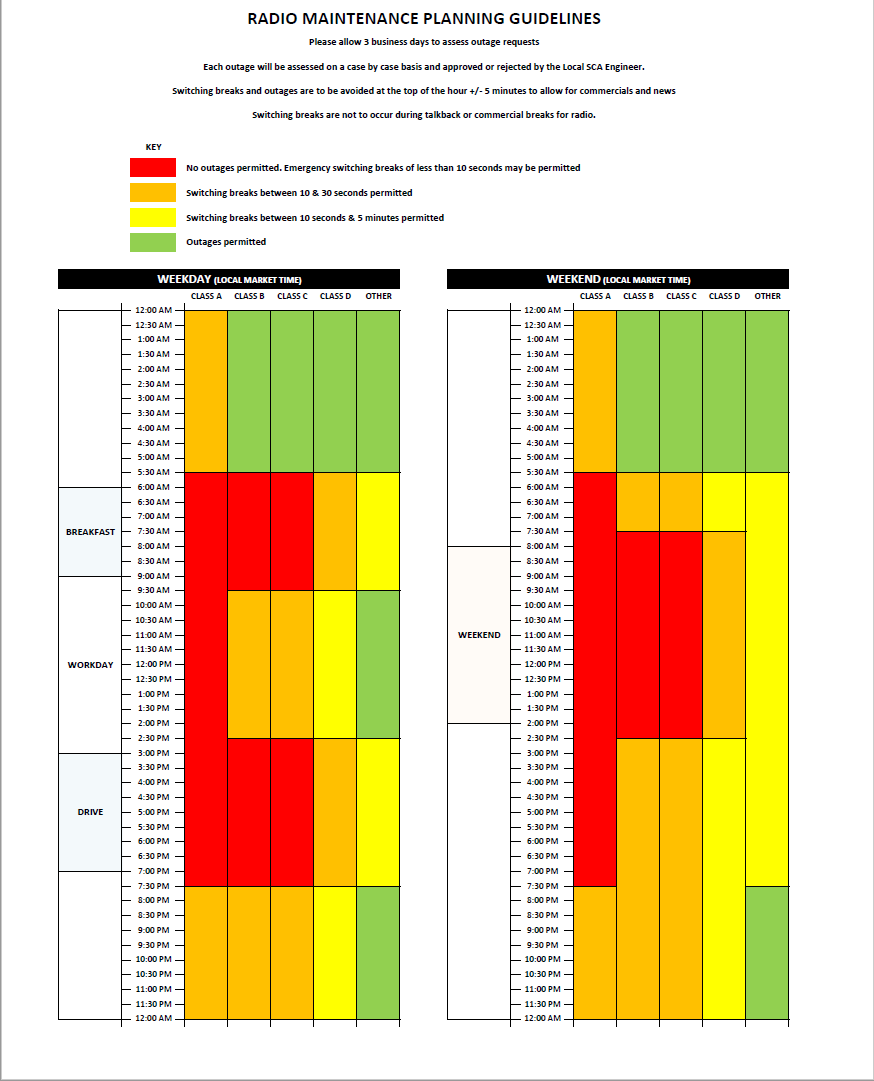 RADIO MAINTENANCE PLANNING GUIDELINES
Please allow 3 business days to assess outage requests
Each outage will be assessed on a case by case basis and approved or rejected by the Local SCA Engineer.
Switching breaks and outages are to be avoided at the top of the hour +/- 5 minutes to allow for commercials and news
Switching breaks are not to occur during talkback or commercial breaks for radio.
KEY
No outages permitted. Emergency switching breaks of less than 10 seconds may be permitted
Switching breaks between 10 & 30 seconds permitted
Switching breaks between 10 seconds & 5 minutes permitted
Outages permitted
WEEKDAY (LOCAL MARKET TIME)
CLASS A CLASS B CLASS C CLASS D OTHER
12:00 AM
12:30 AM
1:00 AM
1:30 AM
2:00 AM
2:30 AM
3:00 AM
3:30 AM
4:00 AM
4:30 AM
5:00 AM
5:30 AM
6:00 AM
6:30 AM
7:00 AM
BREAKFAST 7:30 AM
8:00 AM
8:30 AM
9:00 AM
9:30 AM
10:00 AM
10:30 AM
11:00 AM
11:30 AM
WORKDAY 12:00 PM
12:30 PM
1:00 PM
1:30 PM
2:00 PM
2:30 PM
3:00 PM
3:30 PM
4:00 PM
4:30 PM
DRIVE 5:00 PM
5:30 PM
6:00 PM
6:30 PM
7:00 PM
7:30 PM
8:00 PM
8:30 PM
9:00 PM
9:30 PM
10:00 PM
10:30 PM
11:00 PM
11:30 PM
12:00 AM
WEEKEND (LOCAL MARKET TIME)
CLASS A CLASS B CLASS C CLASS D OTHER
12:00 AM
12:30 AM
1:00 AM
1:30 AM
2:00 AM
2:30 AM
3:00 AM
3:30 AM
4:00 AM
4:30 AM
5:00 AM
5:30 AM
6:00 AM
6:30 AM
7:00 AM
7:30 AM
8:00 AM
8:30 AM
9:00 AM
9:30 AM
10:00 AM
10:30 AM
WEEKEND 11:00 AM
11:30 AM
12:00 PM
12:30 PM
1:00 PM
1:30 PM
2:00 PM
2:30 PM
3:00 PM
3:30 PM
4:00 PM
4:30 PM
5:00 PM
5:30 PM
6:00 PM
6:30 PM
7:00 PM
7:30 PM
8:00 PM
8:30 PM
9:00 PM
9:30 PM
10:00 PM
10:30 PM
11:00 PM
11:30 PM
12:00 AM